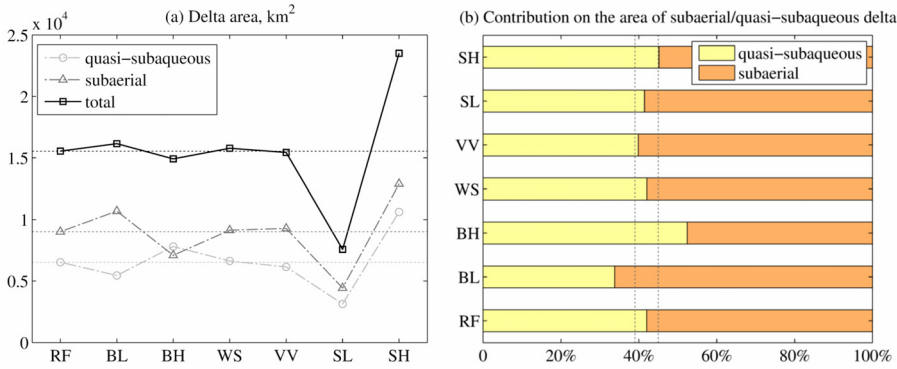 (a) Delta area, km²
x 10⁴
2.5
2
1.5
1
0.5
0
quasi−subaqueous
subaerial
total
RF BL BH WS VV SL SH
(b) Contribution on the area of subaerial/quasi−subaqueous delta
quasi−subaqueous
subaerial
SH
SL
VV
WS
BH
BL
RF
0 20% 40% 60% 80% 100%